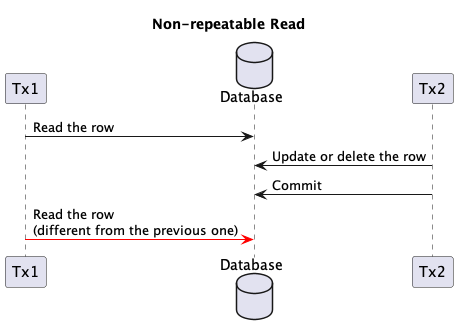 Non-repeatable Read
Tx1
Database
Tx2
Read the row
Update or delete the row
Commit
Read the row
(different from the previous one)
Tx1
Database
Tx2